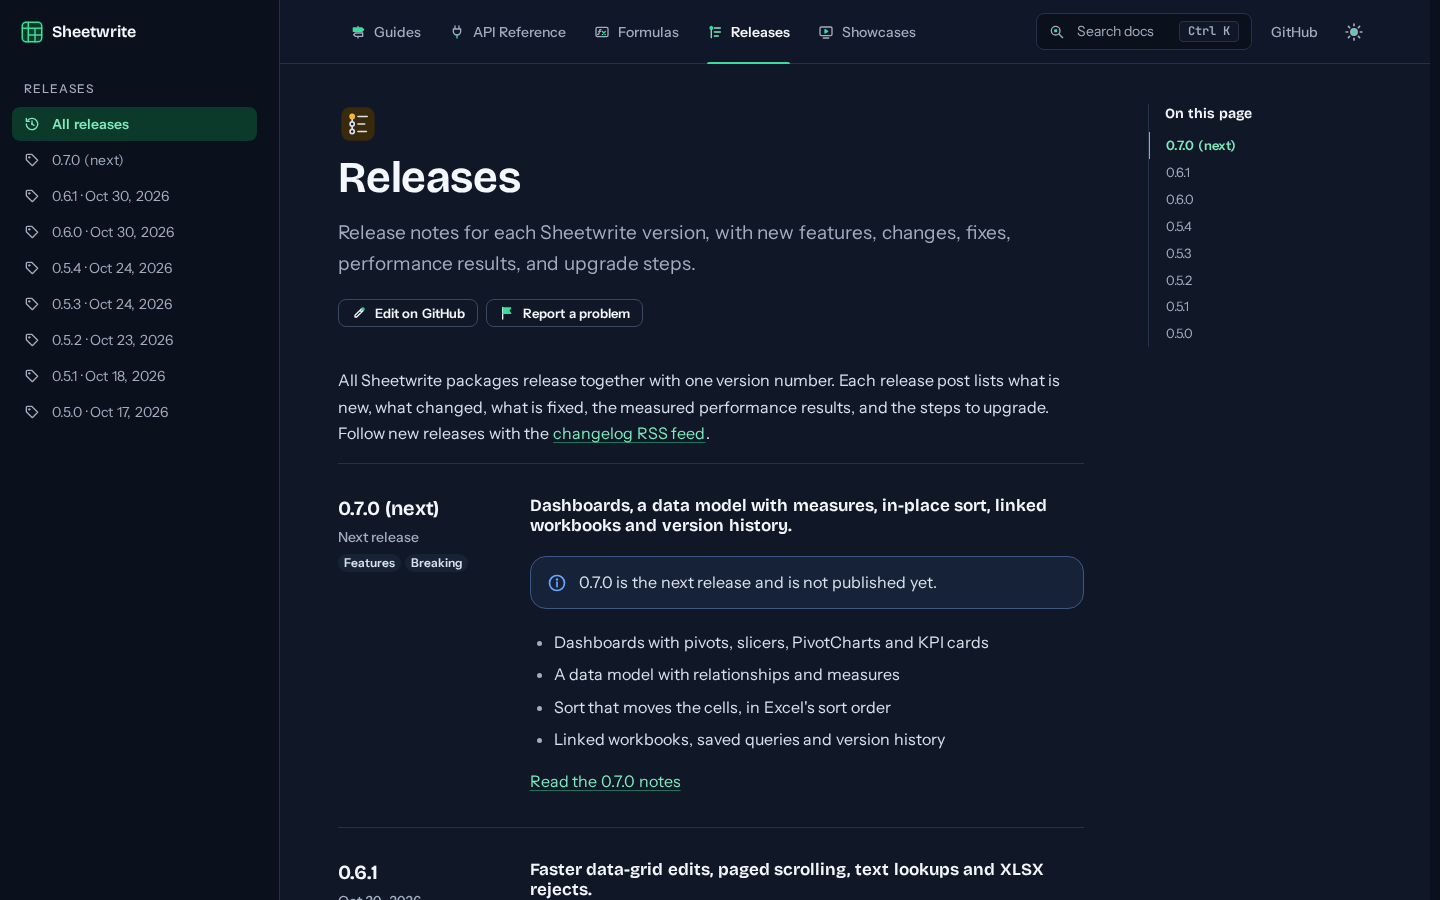 Sheetwrite
Guides
API Reference
Formulas
Releases
Showcases
Search docs
Ctrl K
GitHub
RELEASES
All releases
0.7.0 (next)
0.6.1 · Oct 30, 2026
0.6.0 · Oct 30, 2026
0.5.4 · Oct 24, 2026
0.5.3 · Oct 24, 2026
0.5.2 · Oct 23, 2026
0.5.1 · Oct 18, 2026
0.5.0 · Oct 17, 2026
Releases
Release notes for each Sheetwrite version, with new features, changes, fixes,
performance results, and upgrade steps.
Edit on GitHub
Report a problem
All Sheetwrite packages release together with one version number. Each release post lists what is
new, what changed, what is fixed, the measured performance results, and the steps to upgrade.
Follow new releases with the changelog RSS feed.
0.7.0 (next)
Next release
Features
Breaking
Dashboards, a data model with measures, in-place sort, linked
workbooks and version history.
0.7.0 is the next release and is not published yet.
• Dashboards with pivots, slicers, PivotCharts and KPI cards
• A data model with relationships and measures
• Sort that moves the cells, in Excel's sort order
• Linked workbooks, saved queries and version history
Read the 0.7.0 notes
0.6.1
Oct 30, 2026
Faster data-grid edits, paged scrolling, text lookups and XLSX
rejects.
On this page
0.7.0 (next)
0.6.1
0.6.0
0.5.4
0.5.3
0.5.2
0.5.1
0.5.0